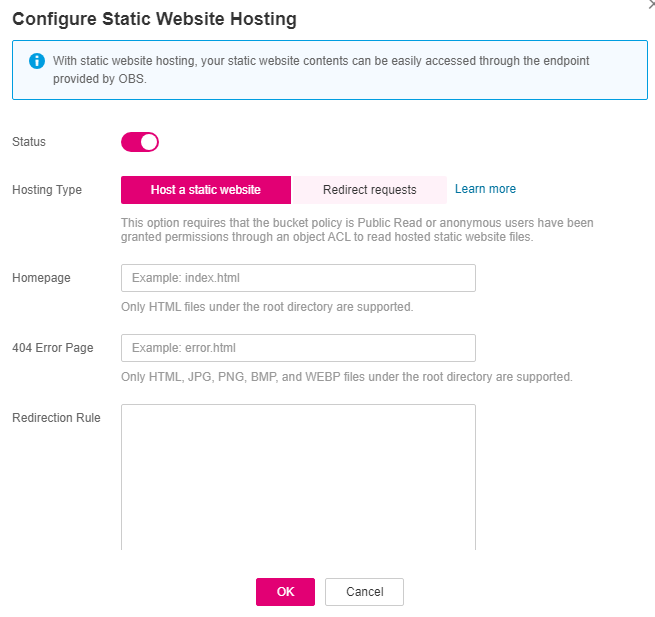 Configure Static Website Hosting
With static website hosting, your static website contents can be easily accessed through the endpoint
provided by OBS.
Status
Hosting Type
Host a static website
Redirect requests
Learn more
This option requires that the bucket policy is Public Read or anonymous users have been
granted permissions through an object ACL to read hosted static website files.
Homepage
Example: index.html
Only HTML files under the root directory are supported.
404 Error Page
Example: error.html
Only HTML, JPG, PNG, BMP, and WEBP files under the root directory are supported.
Redirection Rule
OK
Cancel